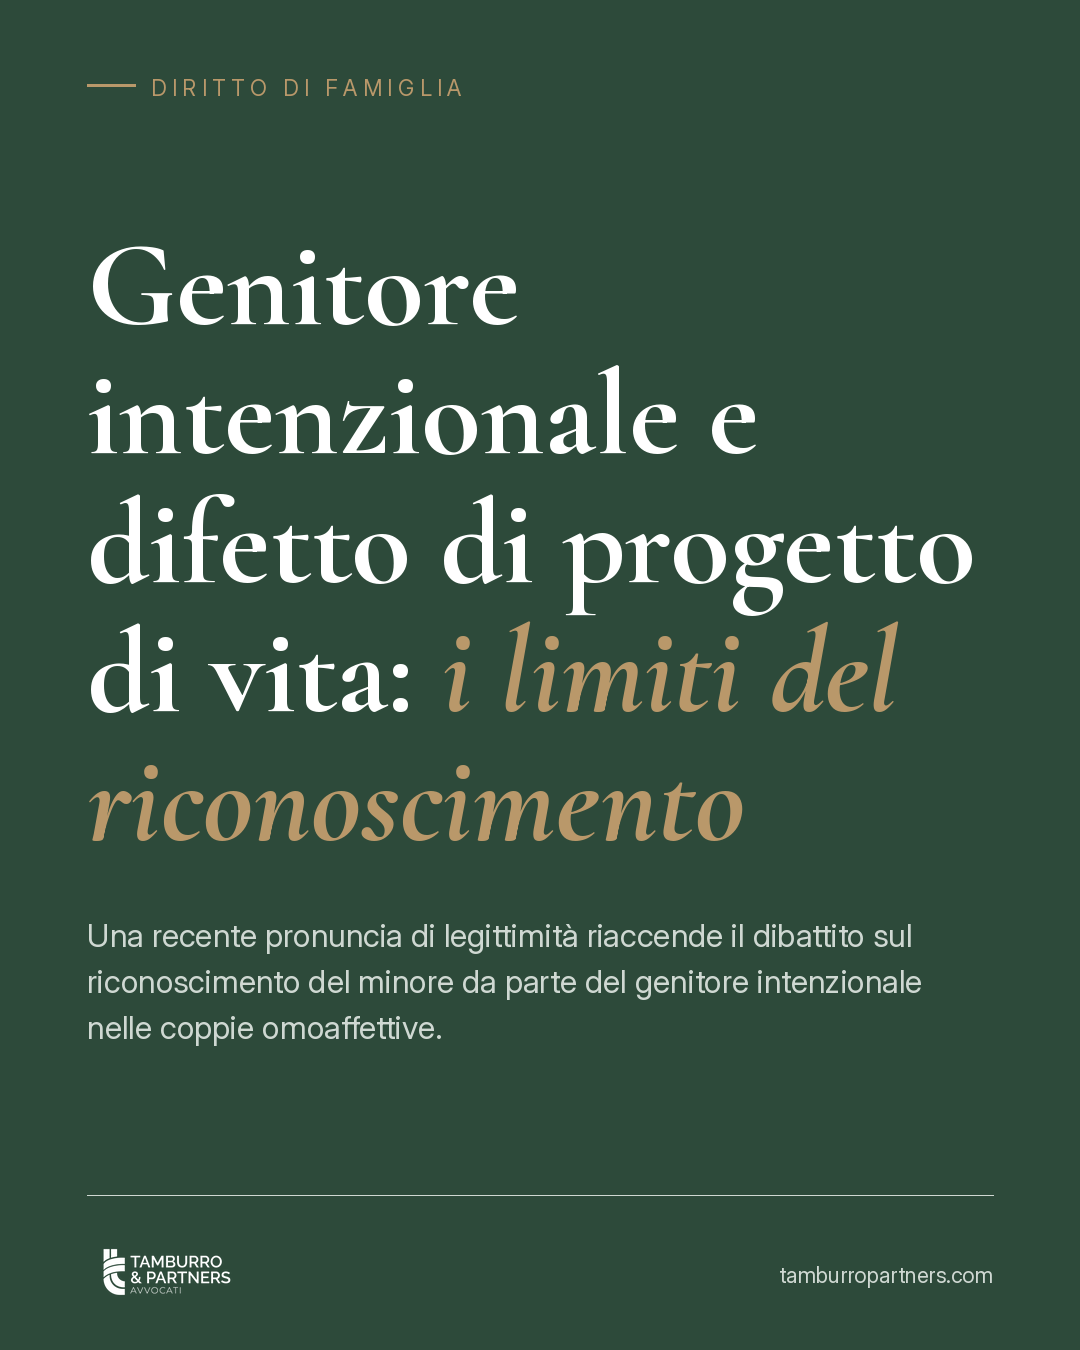 DIRITTO DI FAMIGLIA
Genitore
intenzionale e
difetto di progetto
di vita: i limiti del
riconoscimento
Una recente pronuncia di legittimità riaccende il dibattito sul
riconoscimento del minore da parte del genitore intenzionale
nelle coppie omoaffettive.
TAMBURRO
& PARTNERS
AVVOCATI
tamburropartners.com